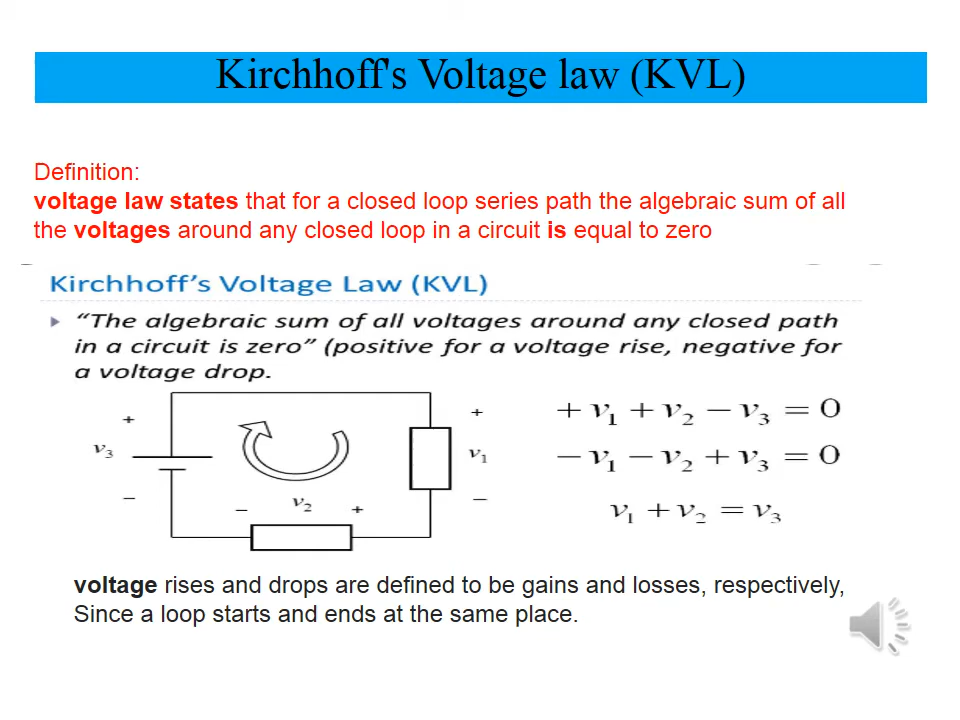 Kirchhoff's Voltage law (KVL)
Definition:
voltage law states that for a closed loop series path the algebraic sum of all
the voltages around any closed loop in a circuit is equal to zero
Kirchhoff's Voltage Law (KVL)
"The algebraic sum of all voltages around any closed path
in a circuit is zero" (positive for a voltage rise, negative for
a voltage drop.
+ v₃ −
+ v₁ −
− v₂ +
+ v₁ + v₂ − v₃ = 0
− v₁ − v₂ + v₃ = 0
v₁ + v₂ = v₃
voltage rises and drops are defined to be gains and losses, respectively,
Since a loop starts and ends at the same place.